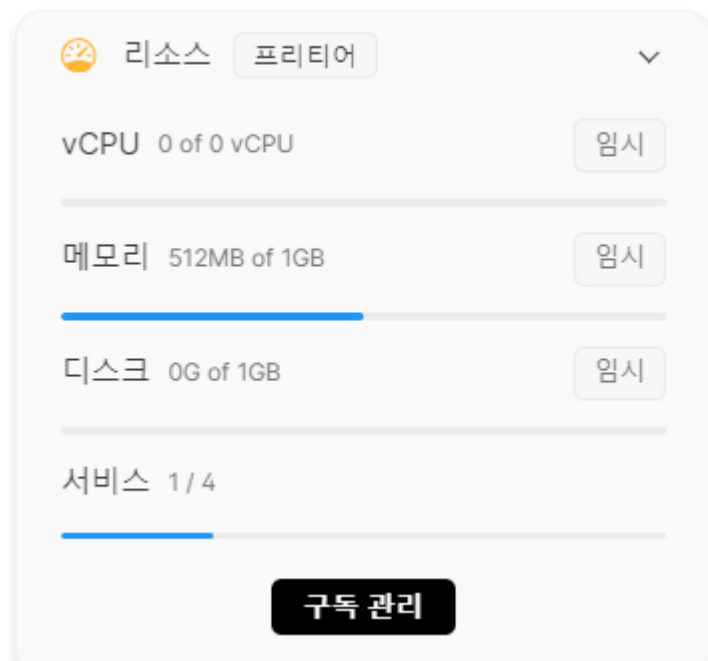 리소스 프리티어
vCPU 0 of 0 vCPU 임시
메모리 512MB of 1GB 임시
디스크 0G of 1GB 임시
서비스 1 / 4
구독 관리